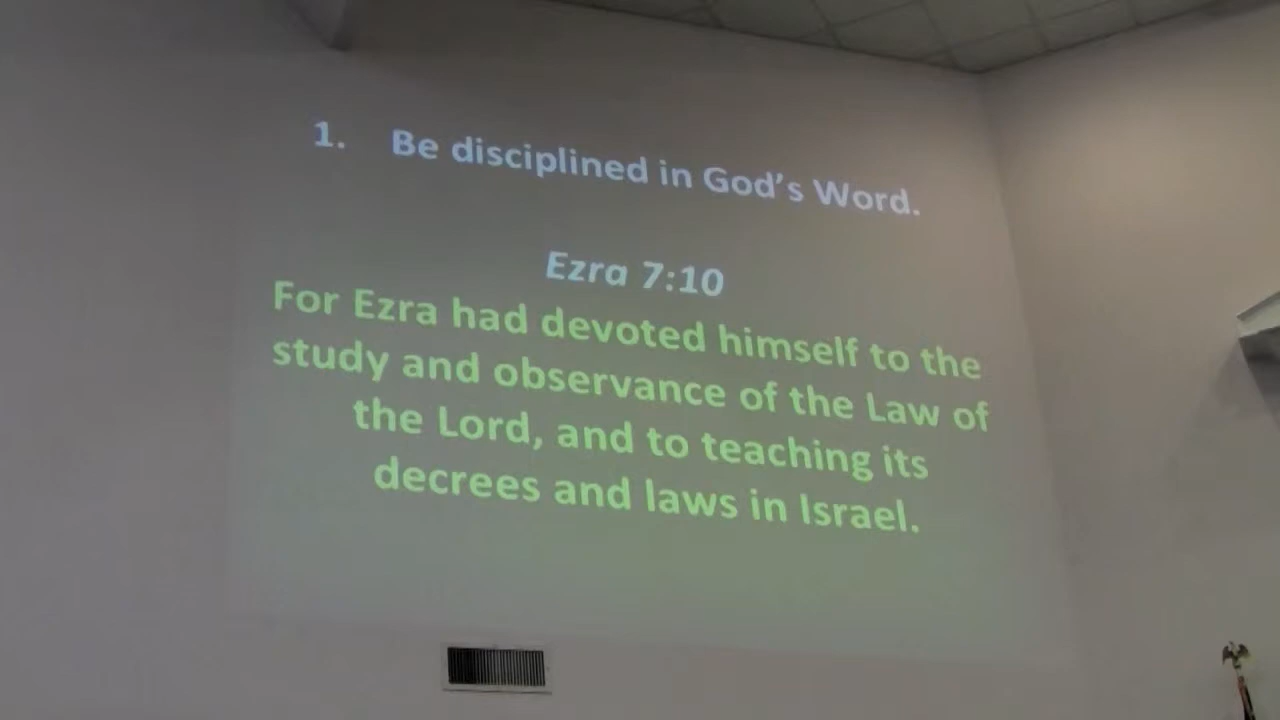 1. Be disciplined in God's Word.
Ezra 7:10
For Ezra had devoted himself to the
study and observance of the Law of
the Lord, and to teaching its
decrees and laws in Israel.